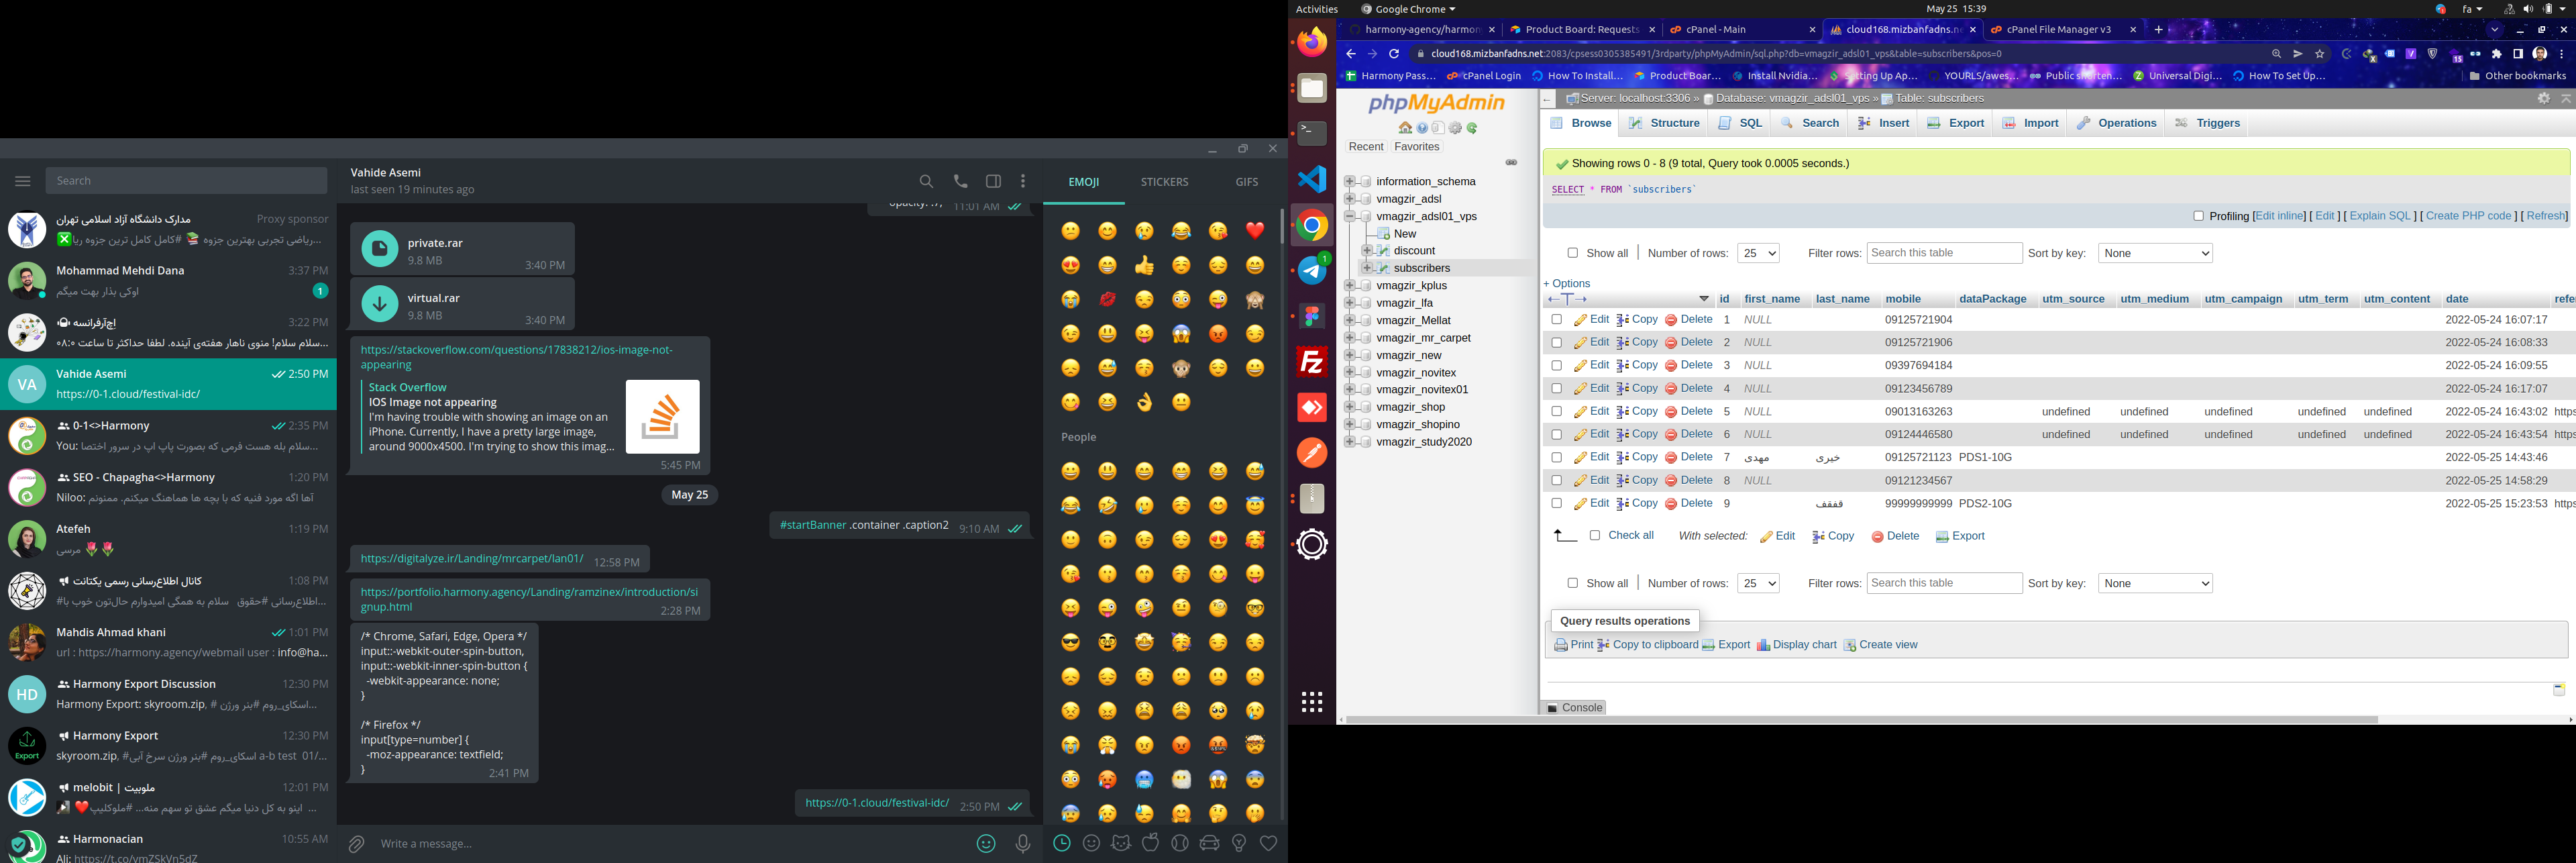 Search
مدارک دانشگاه آزاد اسلامی تهران
Proxy sponsor
ریاضی تجربی بهترین جزوه 📚 #کامل کامل ترین جزوه ریا...
Mohammad Mehdi Dana
3:37 PM
اوکی بذار بهت میگم
1
3:22 PM
سلام سلام! منوی ناهار هفته‌ی آینده. لطفا حداکثر تا ساعت ۰۸:۰...
VA
Vahide Asemi
2:50 PM
https://0-1.cloud/festival-idc/
0-1<>Harmony
2:35 PM
You: سلام بله هست فرمی که بصورت پاپ اپ در سرور اختصا...
SEO - Chapagha<>Harmony
1:20 PM
Niloo: آها اگه مورد فنیه که با بچه ها هماهنگ میکنم. ممنونم
Atefeh
1:19 PM
مرسی 🌷🌷
کانال اطلاع‌رسانی رسمی یکتانت
1:08 PM
#اطلاع‌رسانی #حقوق سلام به همگی امیدوارم حال‌تون خوب با...
Mahdis Ahmad khani
1:01 PM
url : https://harmony.agency/webmail user : info@ha...
HD
Harmony Export Discussion
12:30 PM
Harmony Export: skyroom.zip, # اسکای_روم #بنر ورژن...
Export
Harmony Export
12:30 PM
skyroom.zip, #اسکای_روم #بنر ورژن سرخ آبی a-b test 01/...
melobit | ملوبیت
12:01 PM
اینو به کل دنیا میگم عشق تو سهم منه... #ملوکلیپ ❤️
Harmonacian
10:55 AM
Ali: https://t.co/vmZSkVn5dZ
Vahide Asemi
last seen 19 minutes ago
opacity: .7;
11:01 AM
private.rar
9.8 MB
3:40 PM
virtual.rar
9.8 MB
3:40 PM
https://stackoverflow.com/questions/17838212/ios-image-not-
appearing
Stack Overflow
IOS Image not appearing
I'm having trouble with showing an image on an
iPhone. Currently, I have a pretty large image,
around 9000x4500. I'm trying to show this imag...
5:45 PM
May 25
#startBanner .container .caption2
9:10 AM
https://digitalyze.ir/Landing/mrcarpet/lan01/
12:58 PM
https://portfolio.harmony.agency/Landing/ramzinex/introduction/si
gnup.html
2:28 PM
/* Chrome, Safari, Edge, Opera */
input::-webkit-outer-spin-button,
input::-webkit-inner-spin-button {
-webkit-appearance: none;
}
/* Firefox */
input[type=number] {
-moz-appearance: textfield;
}
2:41 PM
https://0-1.cloud/festival-idc/
2:50 PM
Write a message...
EMOJI STICKERS GIFS
People
Activities
Google Chrome
May 25 15:39
fa
harmony-agency/harmon
Product Board: Requests
cPanel - Main
cloud168.mizbanfadns.ne
cPanel File Manager v3
cloud168.mizbanfadns.net:2083/cpsess0305385491/3rdparty/phpMyAdmin/sql.php?db=vmagzir_adsl01_vps&table=subscribers&pos=0
15
Harmony Pass...
cPanel Login
How To Install...
Product Boar...
Install Nvidia...
Setting Up Ap...
YOURLS/awes...
Public shorten...
Universal Digi...
How To Set Up...
Other bookmarks
1
phpMyAdmin
Recent Favorites
information_schema
vmagzir_adsl
vmagzir_adsl01_vps
New
discount
subscribers
vmagzir_kplus
vmagzir_lfa
vmagzir_Mellat
vmagzir_mr_carpet
vmagzir_new
vmagzir_novitex
vmagzir_novitex01
vmagzir_shop
vmagzir_shopino
vmagzir_study2020
Server: localhost:3306 » Database: vmagzir_adsl01_vps » Table: subscribers
Browse Structure SQL Search Insert Export Import Operations Triggers
Showing rows 0 - 8 (9 total, Query took 0.0005 seconds.)
SELECT * FROM `subscribers`
Profiling [Edit inline] [ Edit ] [ Explain SQL ] [ Create PHP code ] [ Refresh]
Show all Number of rows: 25 Filter rows: Search this table Sort by key: None
+ Options
id first_name last_name mobile dataPackage utm_source utm_medium utm_campaign utm_term utm_content date refe
Edit Copy Delete 1 NULL 09125721904 2022-05-24 16:07:17
Edit Copy Delete 2 NULL 09125721906 2022-05-24 16:08:33
Edit Copy Delete 3 NULL 09397694184 2022-05-24 16:09:55
Edit Copy Delete 4 NULL 09123456789 2022-05-24 16:17:07
Edit Copy Delete 5 NULL 09013163263 undefined undefined undefined undefined undefined 2022-05-24 16:43:02 https
Edit Copy Delete 6 NULL 09124446580 undefined undefined undefined undefined undefined 2022-05-24 16:43:54 https
Edit Copy Delete 7 مهدی خیری 09125721123 PDS1-10G 2022-05-25 14:43:46
Edit Copy Delete 8 NULL 09121234567 2022-05-25 14:58:29
Edit Copy Delete 9 قفقف 99999999999 PDS2-10G 2022-05-25 15:23:53 https
Check all With selected: Edit Copy Delete Export
Show all Number of rows: 25 Filter rows: Search this table Sort by key: None
Query results operations
Print Copy to clipboard Export Display chart Create view
Console